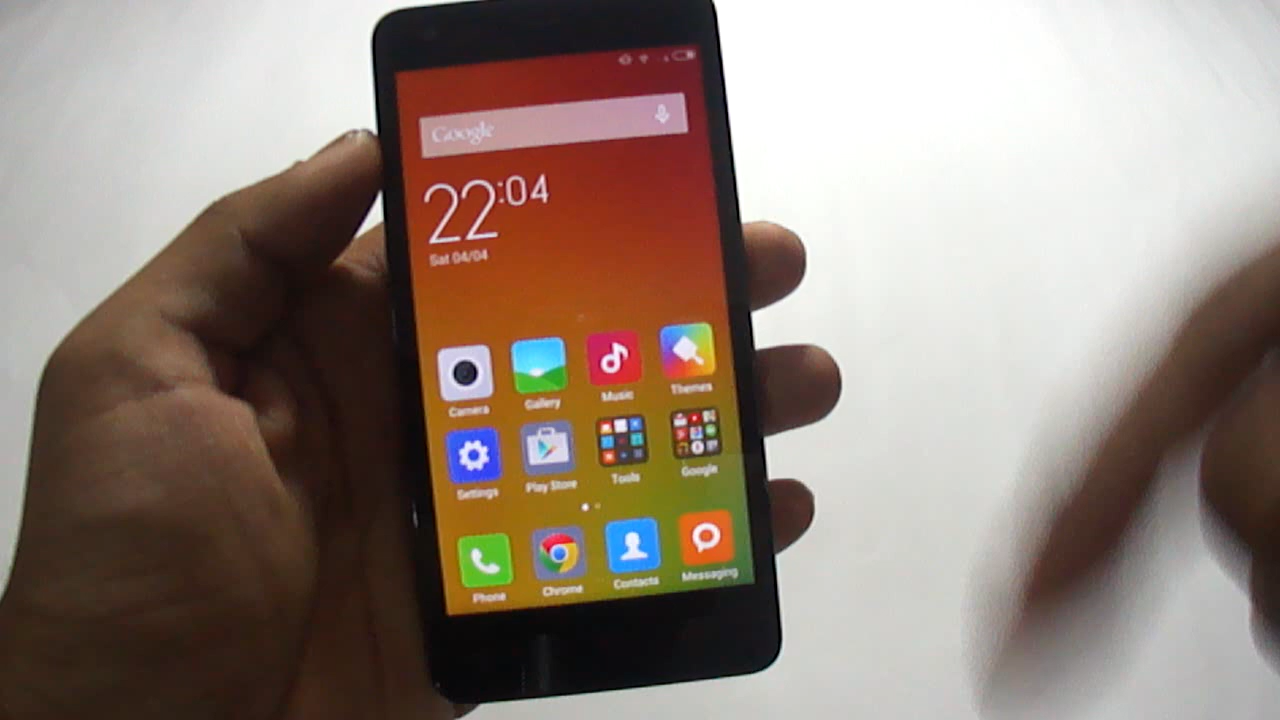 Google
22:04
Sat 04/04
Camera Gallery Music Themes
Settings Play Store Tools Google
Phone Chrome Contacts Messaging